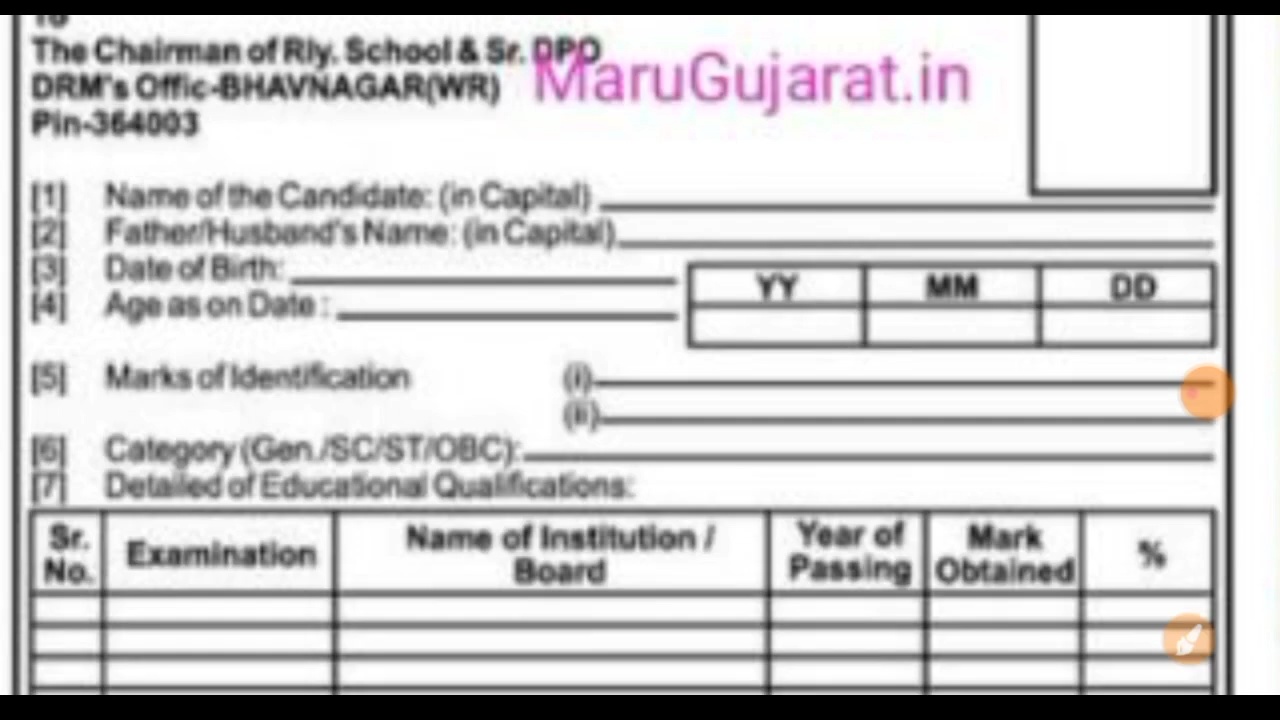 To
The Chairman of Rly. School & Sr. DPO
DRM's Offic-BHAVNAGAR(WR)
Pin-364003
MaruGujarat.in
[1] Name of the Candidate: (in Capital)
[2] Father/Husband's Name: (in Capital)
[3] Date of Birth:
[4] Age as on Date :
YY MM DD
[5] Marks of Identification (i)
(ii)
[6] Category (Gen./SC/ST/OBC):
[7] Detailed of Educational Qualifications:
Sr. No. Examination Name of Institution / Board Year of Passing Mark Obtained %